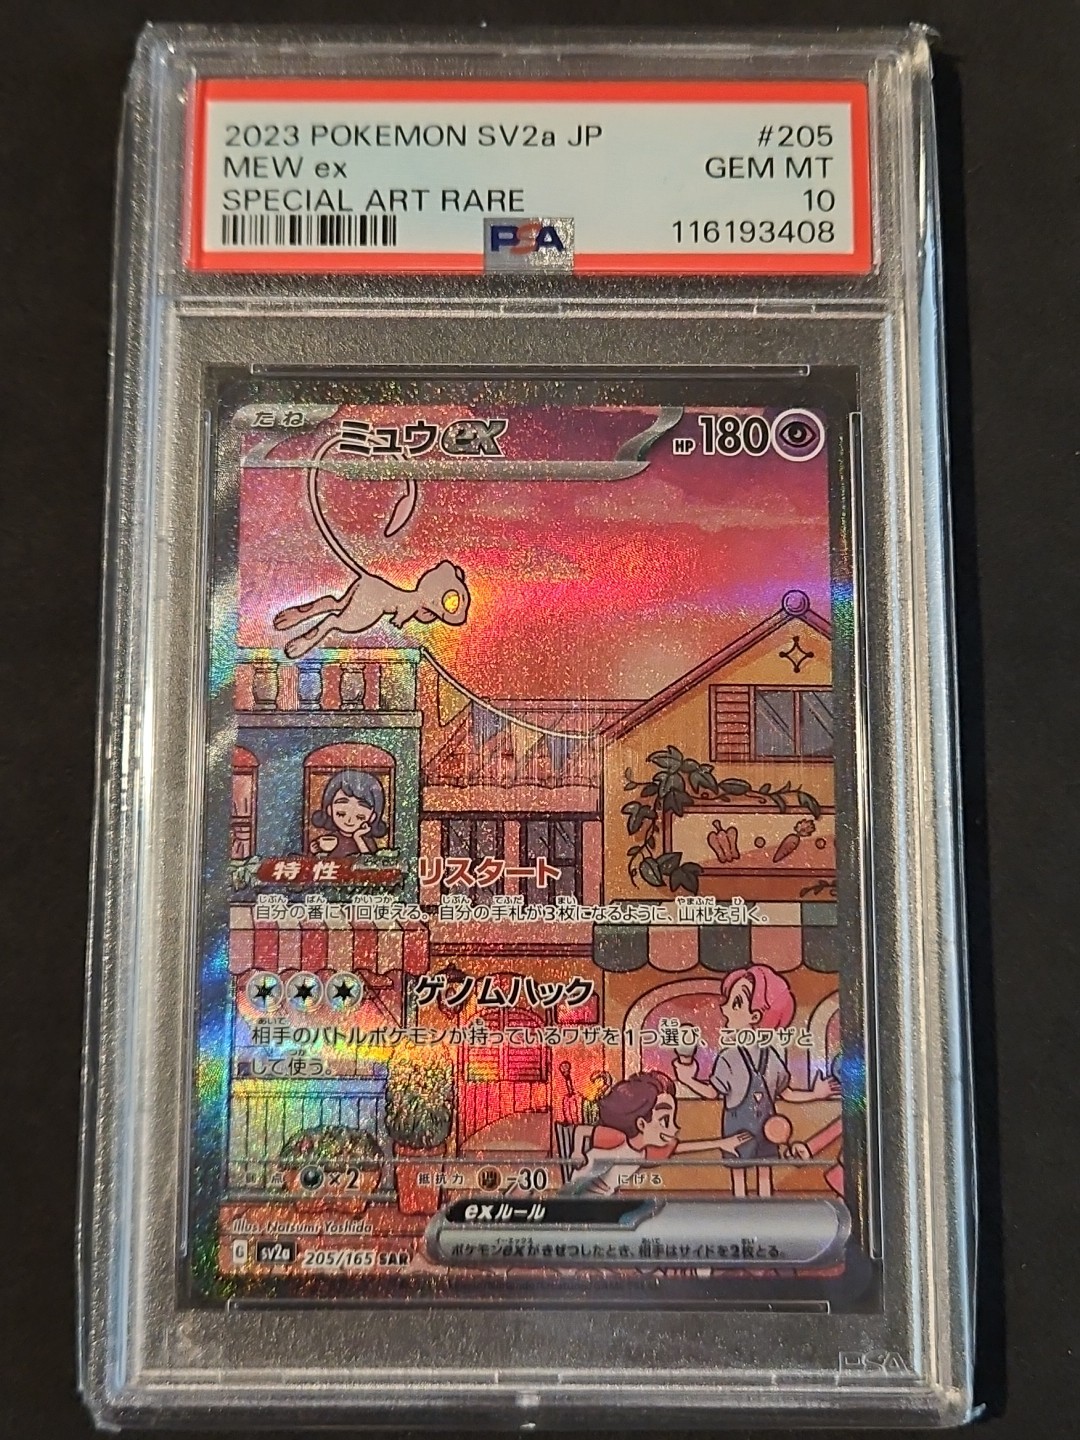 2023 POKEMON SV2a JP #205
MEW ex GEM MT
SPECIAL ART RARE 10
PSA 116193408
たね ミュウex HP 180
特性 リスタート
自分の番に1回使える。自分の手札が3枚になるように、山札を引く。
ゲノムハック
相手のバトルポケモンが持っているワザを1つ選び、このワザと
して使う。
弱点 ×2 抵抗力 -30 にげる
exルール
ポケモンexがきぜつしたとき、相手はサイドを2枚とる。
Illus. Natsumi Yoshida
G sv2a 205/165 SAR
PSA